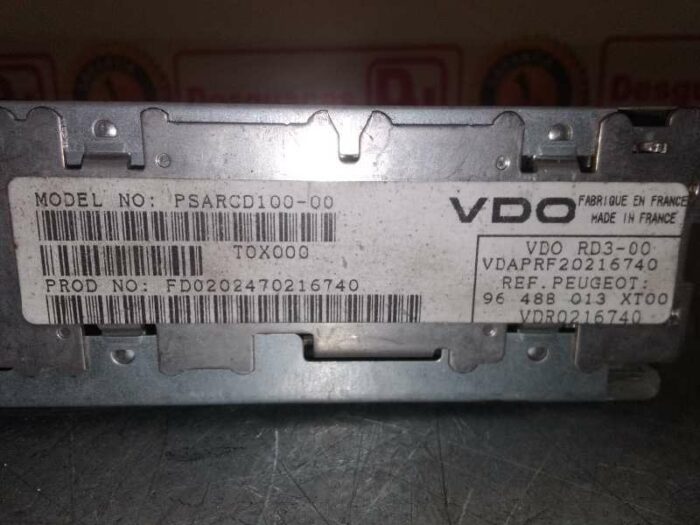 MODEL NO: PSARCD100-00
T0X000
PROD NO: FD0202470216740
VDO
FABRIQUE EN FRANCE
MADE IN FRANCE
VDO RD3-00
VDAPRF20216740
REF.PEUGEOT:
96 488 013 XT00
VDR0216740